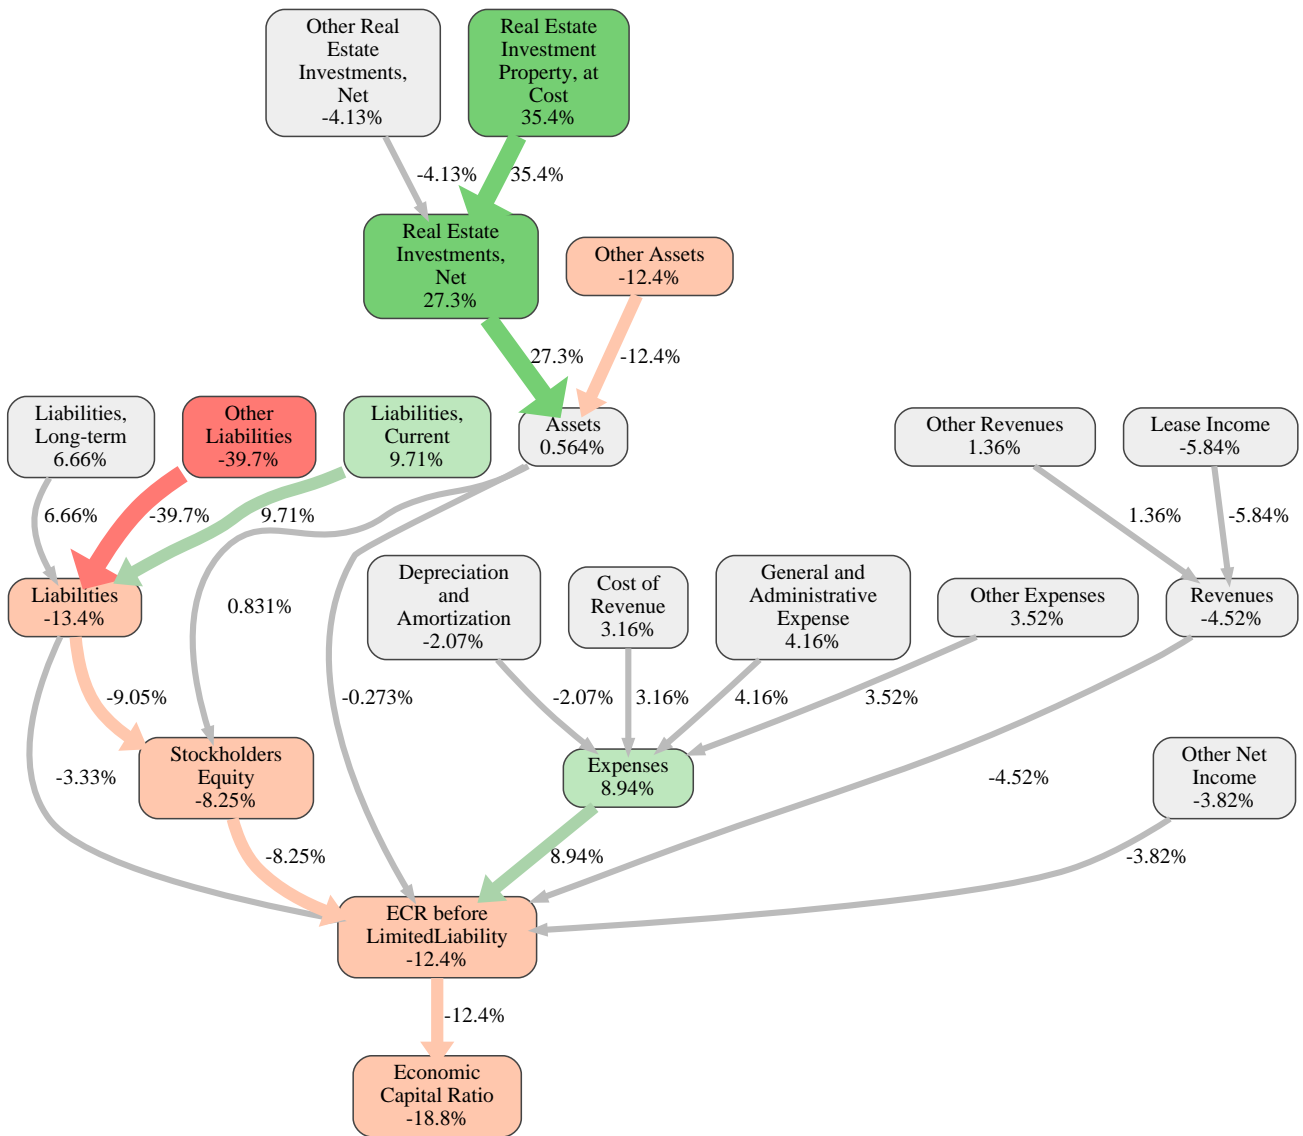 Other Real
Estate
Investments,
Net
-4.13%
Real Estate
Investment
Property, at
Cost
35.4%
-4.13%
35.4%
Real Estate
Investments,
Net
27.3%
Other Assets
-12.4%
27.3%
-12.4%
Liabilities,
Long-term
6.66%
Other
Liabilities
-39.7%
Liabilities,
Current
9.71%
Assets
0.564%
Other Revenues
1.36%
Lease Income
-5.84%
6.66%
-39.7%
9.71%
1.36%
-5.84%
Liabilities
-13.4%
0.831%
Depreciation
and
Amortization
-2.07%
Cost of
Revenue
3.16%
General and
Administrative
Expense
4.16%
Other Expenses
3.52%
Revenues
-4.52%
-9.05%
-0.273%
-2.07%
3.16%
4.16%
3.52%
Stockholders
Equity
-8.25%
-3.33%
Expenses
8.94%
-4.52%
Other Net
Income
-3.82%
-8.25%
8.94%
-3.82%
ECR before
LimitedLiability
-12.4%
-12.4%
Economic
Capital Ratio
-18.8%